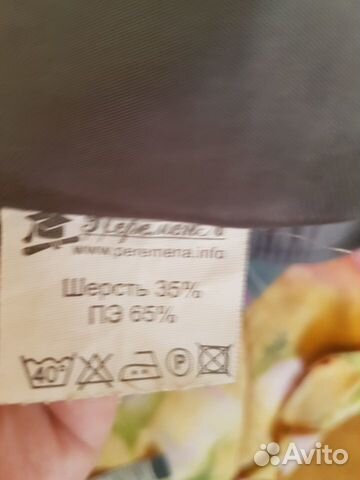 Перемена
www.peremena.info
Шерсть 35%
ПЭ 65%
40°
P
Avito